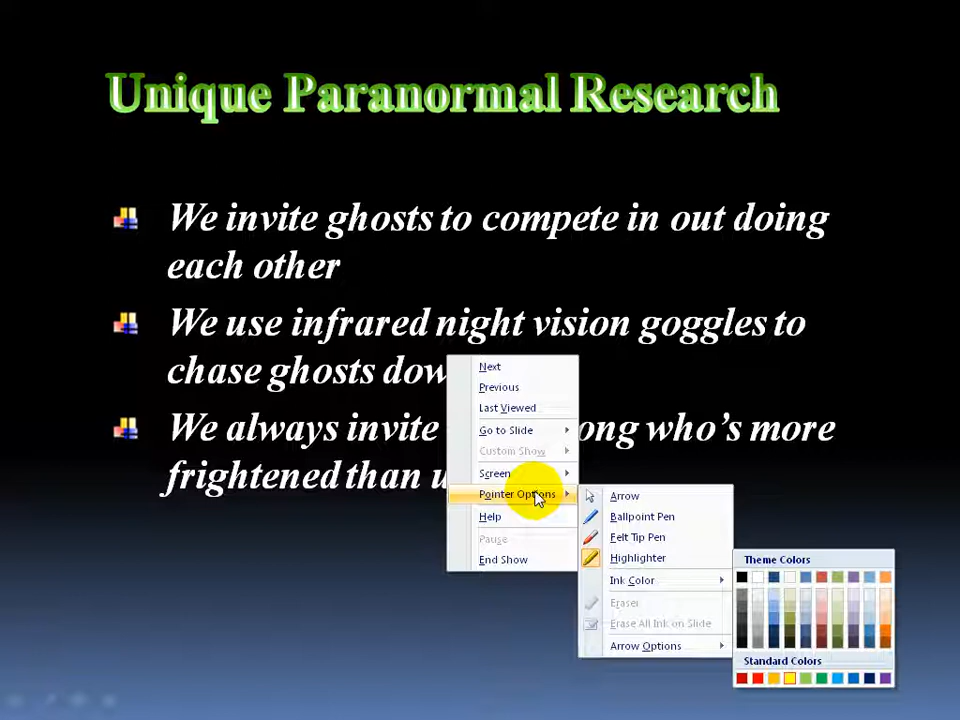 Unique Paranormal Research
We invite ghosts to compete in out doing
each other
We use infrared night vision goggles to
chase ghosts dow
We always invite ong who's more
frightened than u
Next
Previous
Last Viewed
Go to Slide
Custom Show
Screen
Pointer Options
Help
Pause
End Show
Arrow
Ballpoint Pen
Felt Tip Pen
Highlighter
Ink Color
Eraser
Erase All Ink on Slide
Arrow Options
Theme Colors
Standard Colors